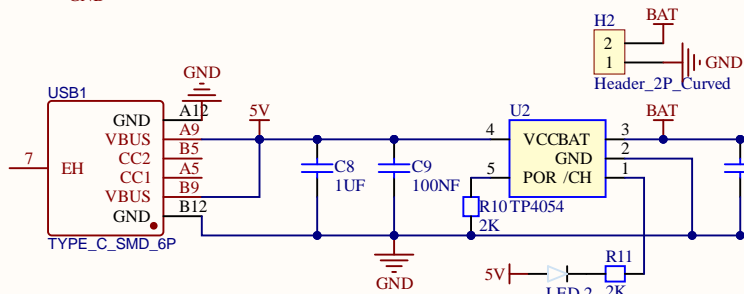 GND
H2
BAT
2
1
GND
Header_2P_Curved
USB1
GND
A12
GND
VBUS
A9
5V
CC2
B5
7
EH
CC1
A5
VBUS
B9
GND
B12
TYPE_C_SMD_6P
C8
1UF
C9
100NF
GND
U2
4
VCCBAT
3
BAT
GND
2
5
POR /CH
1
R10
TP4054
2K
5V
LED 2
R11
2K